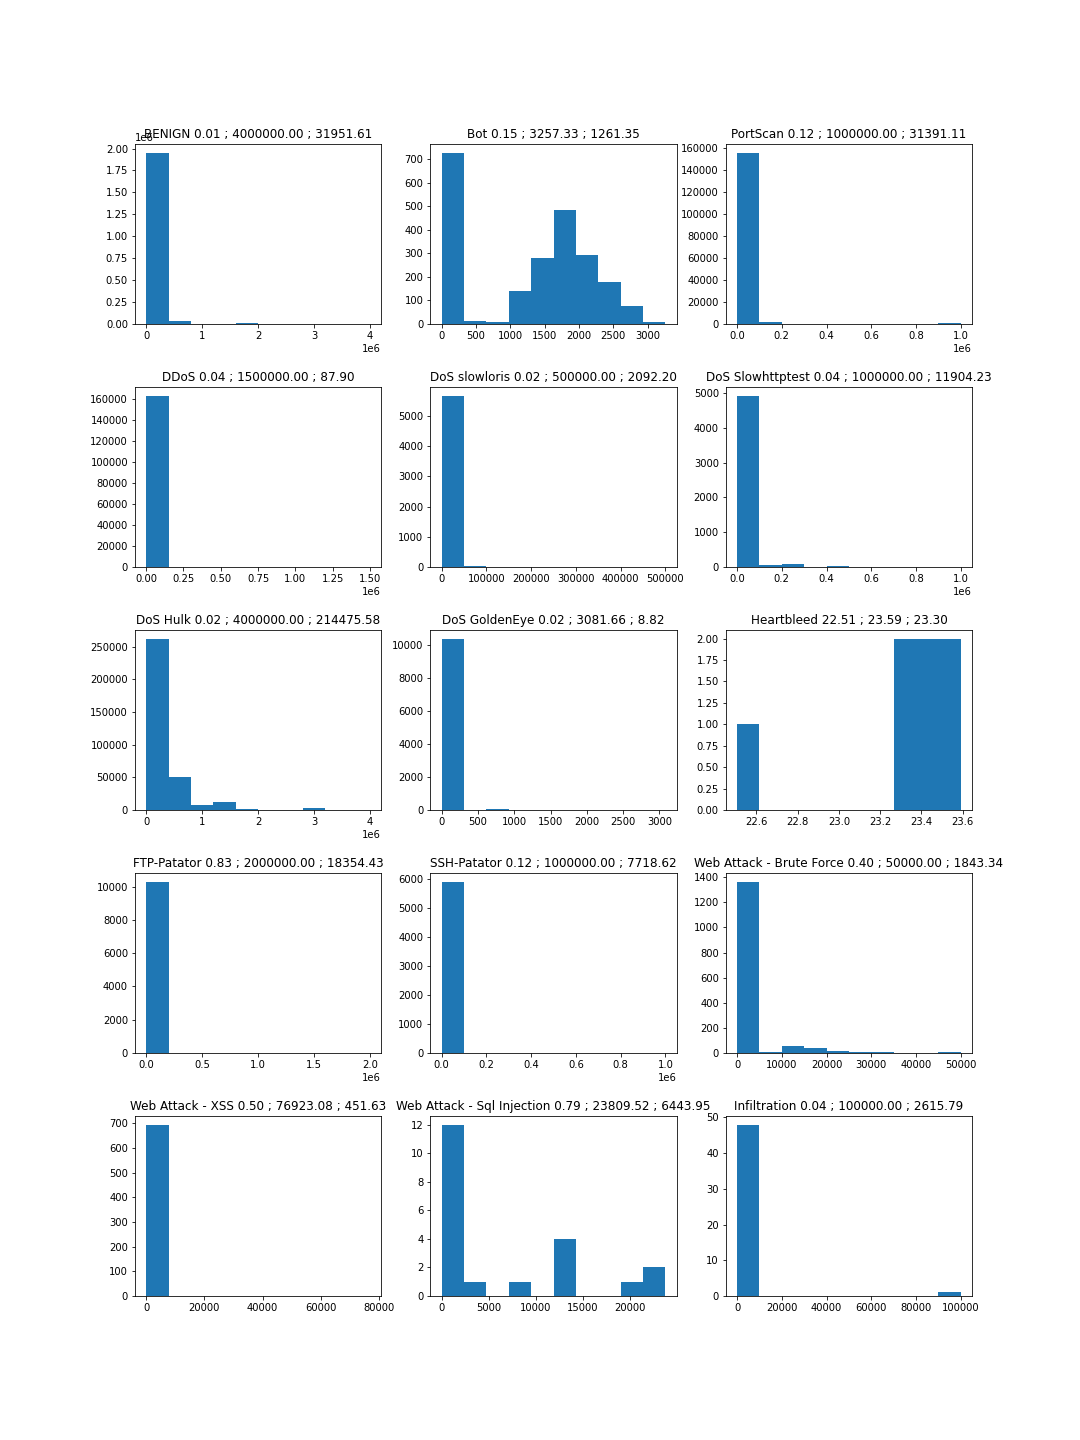 1e6
BENIGN 0.01 ; 4000000.00 ; 31951.61
2.00
1.75
1.50
1.25
1.00
0.75
0.50
0.25
0.00
0 1 2 3 4
1e6
Bot 0.15 ; 3257.33 ; 1261.35
700
600
500
400
300
200
100
0
0 500 1000 1500 2000 2500 3000
PortScan 0.12 ; 1000000.00 ; 31391.11
160000
140000
120000
100000
80000
60000
40000
20000
0
0.0 0.2 0.4 0.6 0.8 1.0
1e6
DDoS 0.04 ; 1500000.00 ; 87.90
160000
140000
120000
100000
80000
60000
40000
20000
0
0.00 0.25 0.50 0.75 1.00 1.25 1.50
1e6
DoS slowloris 0.02 ; 500000.00 ; 2092.20
5000
4000
3000
2000
1000
0
0 100000 200000 300000 400000 500000
DoS Slowhttptest 0.04 ; 1000000.00 ; 11904.23
5000
4000
3000
2000
1000
0
0.0 0.2 0.4 0.6 0.8 1.0
1e6
DoS Hulk 0.02 ; 4000000.00 ; 214475.58
250000
200000
150000
100000
50000
0
0 1 2 3 4
1e6
DoS GoldenEye 0.02 ; 3081.66 ; 8.82
10000
8000
6000
4000
2000
0
0 500 1000 1500 2000 2500 3000
Heartbleed 22.51 ; 23.59 ; 23.30
2.00
1.75
1.50
1.25
1.00
0.75
0.50
0.25
0.00
22.6 22.8 23.0 23.2 23.4 23.6
FTP-Patator 0.83 ; 2000000.00 ; 18354.43
10000
8000
6000
4000
2000
0
0.0 0.5 1.0 1.5 2.0
1e6
SSH-Patator 0.12 ; 1000000.00 ; 7718.62
6000
5000
4000
3000
2000
1000
0
0.0 0.2 0.4 0.6 0.8 1.0
1e6
Web Attack - Brute Force 0.40 ; 50000.00 ; 1843.34
1400
1200
1000
800
600
400
200
0
0 10000 20000 30000 40000 50000
Web Attack - XSS 0.50 ; 76923.08 ; 451.63
700
600
500
400
300
200
100
0
0 20000 40000 60000 80000
Web Attack - Sql Injection 0.79 ; 23809.52 ; 6443.95
12
10
8
6
4
2
0
0 5000 10000 15000 20000
Infiltration 0.04 ; 100000.00 ; 2615.79
50
40
30
20
10
0
0 20000 40000 60000 80000 100000